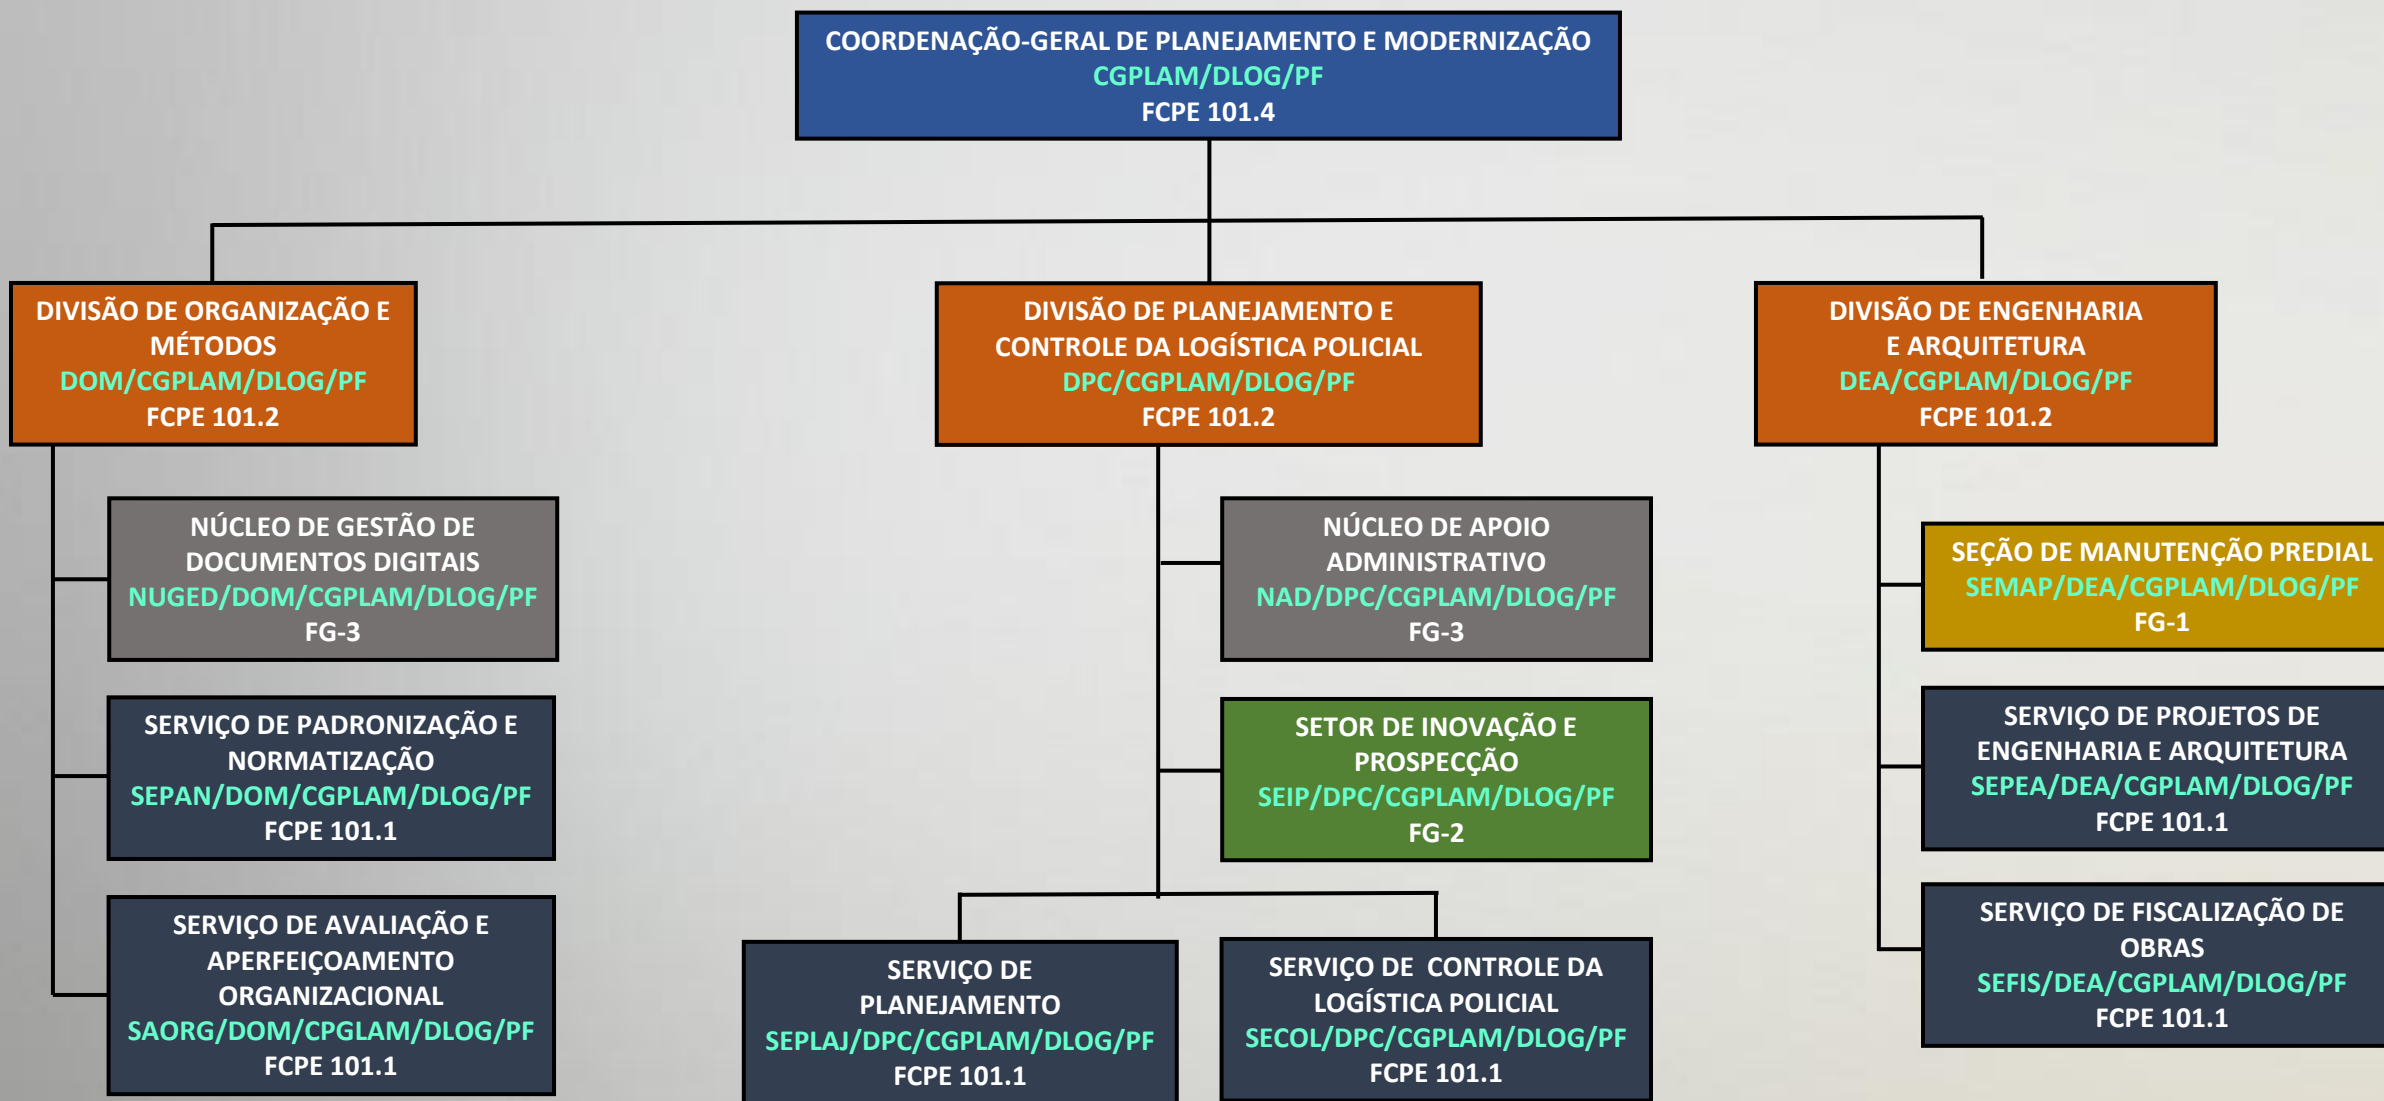 COORDENAÇÃO-GERAL DE PLANEJAMENTO E MODERNIZAÇÃO
CGPLAM/DLOG/PF
FCPE 101.4
DIVISÃO DE ORGANIZAÇÃO E
MÉTODOS
DOM/CGPLAM/DLOG/PF
FCPE 101.2
DIVISÃO DE PLANEJAMENTO E
CONTROLE DA LOGÍSTICA POLICIAL
DPC/CGPLAM/DLOG/PF
FCPE 101.2
DIVISÃO DE ENGENHARIA
E ARQUITETURA
DEA/CGPLAM/DLOG/PF
FCPE 101.2
NÚCLEO DE GESTÃO DE
DOCUMENTOS DIGITAIS
NUGED/DOM/CGPLAM/DLOG/PF
FG-3
SERVIÇO DE PADRONIZAÇÃO E
NORMATIZAÇÃO
SEPAN/DOM/CGPLAM/DLOG/PF
FCPE 101.1
SERVIÇO DE AVALIAÇÃO E
APERFEIÇOAMENTO
ORGANIZACIONAL
SAORG/DOM/CPGLAM/DLOG/PF
FCPE 101.1
NÚCLEO DE APOIO
ADMINISTRATIVO
NAD/DPC/CGPLAM/DLOG/PF
FG-3
SETOR DE INOVAÇÃO E
PROSPECÇÃO
SEIP/DPC/CGPLAM/DLOG/PF
FG-2
SERVIÇO DE
PLANEJAMENTO
SEPLAJ/DPC/CGPLAM/DLOG/PF
FCPE 101.1
SERVIÇO DE CONTROLE DA
LOGÍSTICA POLICIAL
SECOL/DPC/CGPLAM/DLOG/PF
FCPE 101.1
SEÇÃO DE MANUTENÇÃO PREDIAL
SEMAP/DEA/CGPLAM/DLOG/PF
FG-1
SERVIÇO DE PROJETOS DE
ENGENHARIA E ARQUITETURA
SEPEA/DEA/CGPLAM/DLOG/PF
FCPE 101.1
SERVIÇO DE FISCALIZAÇÃO DE
OBRAS
SEFIS/DEA/CGPLAM/DLOG/PF
FCPE 101.1